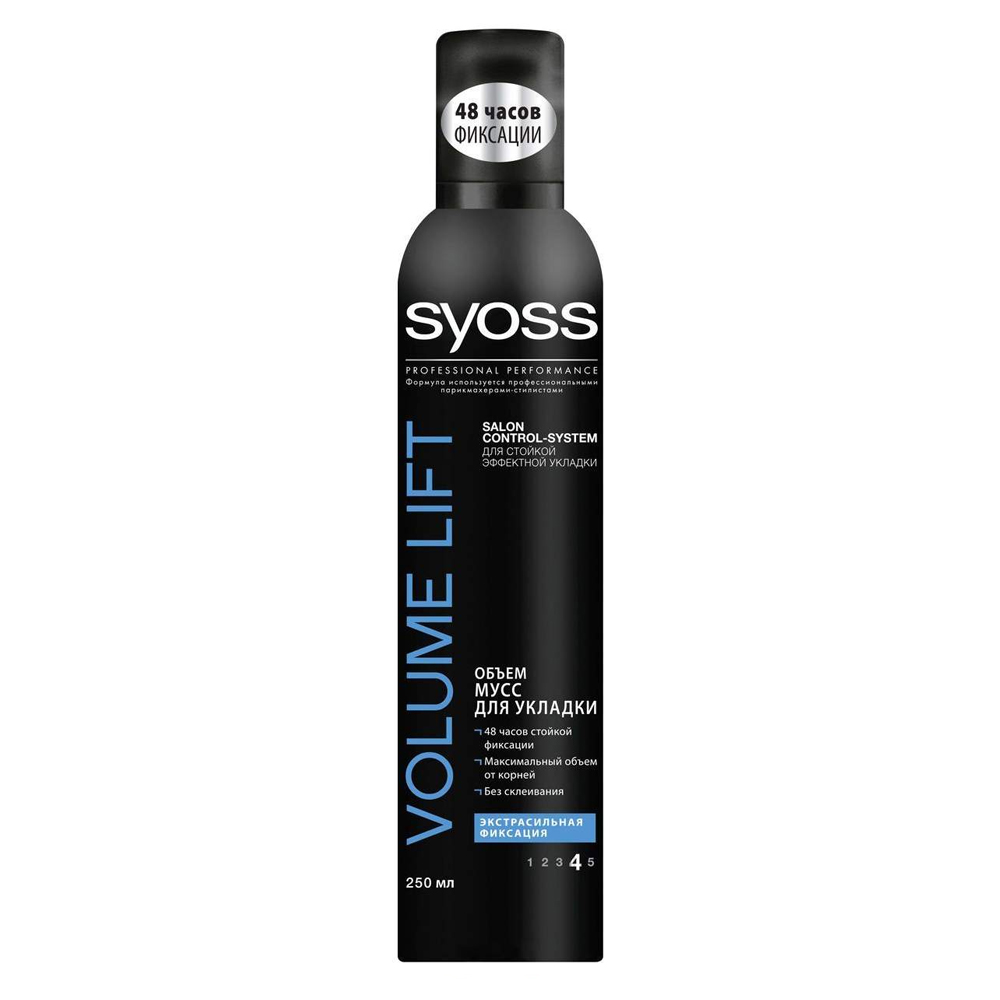 48 часов
ФИКСАЦИИ
syoss
PROFESSIONAL PERFORMANCE
Формула используется профессиональными
парикмахерами-стилистами
VOLUME LIFT
SALON
CONTROL-SYSTEM
ДЛЯ СТОЙКОЙ
ЭФФЕКТНОЙ УКЛАДКИ
ОБЪЕМ
МУСС
ДЛЯ УКЛАДКИ
48 часов стойкой
фиксации
Максимальный объем
от корней
Без склеивания
ЭКСТРАСИЛЬНАЯ
ФИКСАЦИЯ
1 2 3 4 5
250 мл